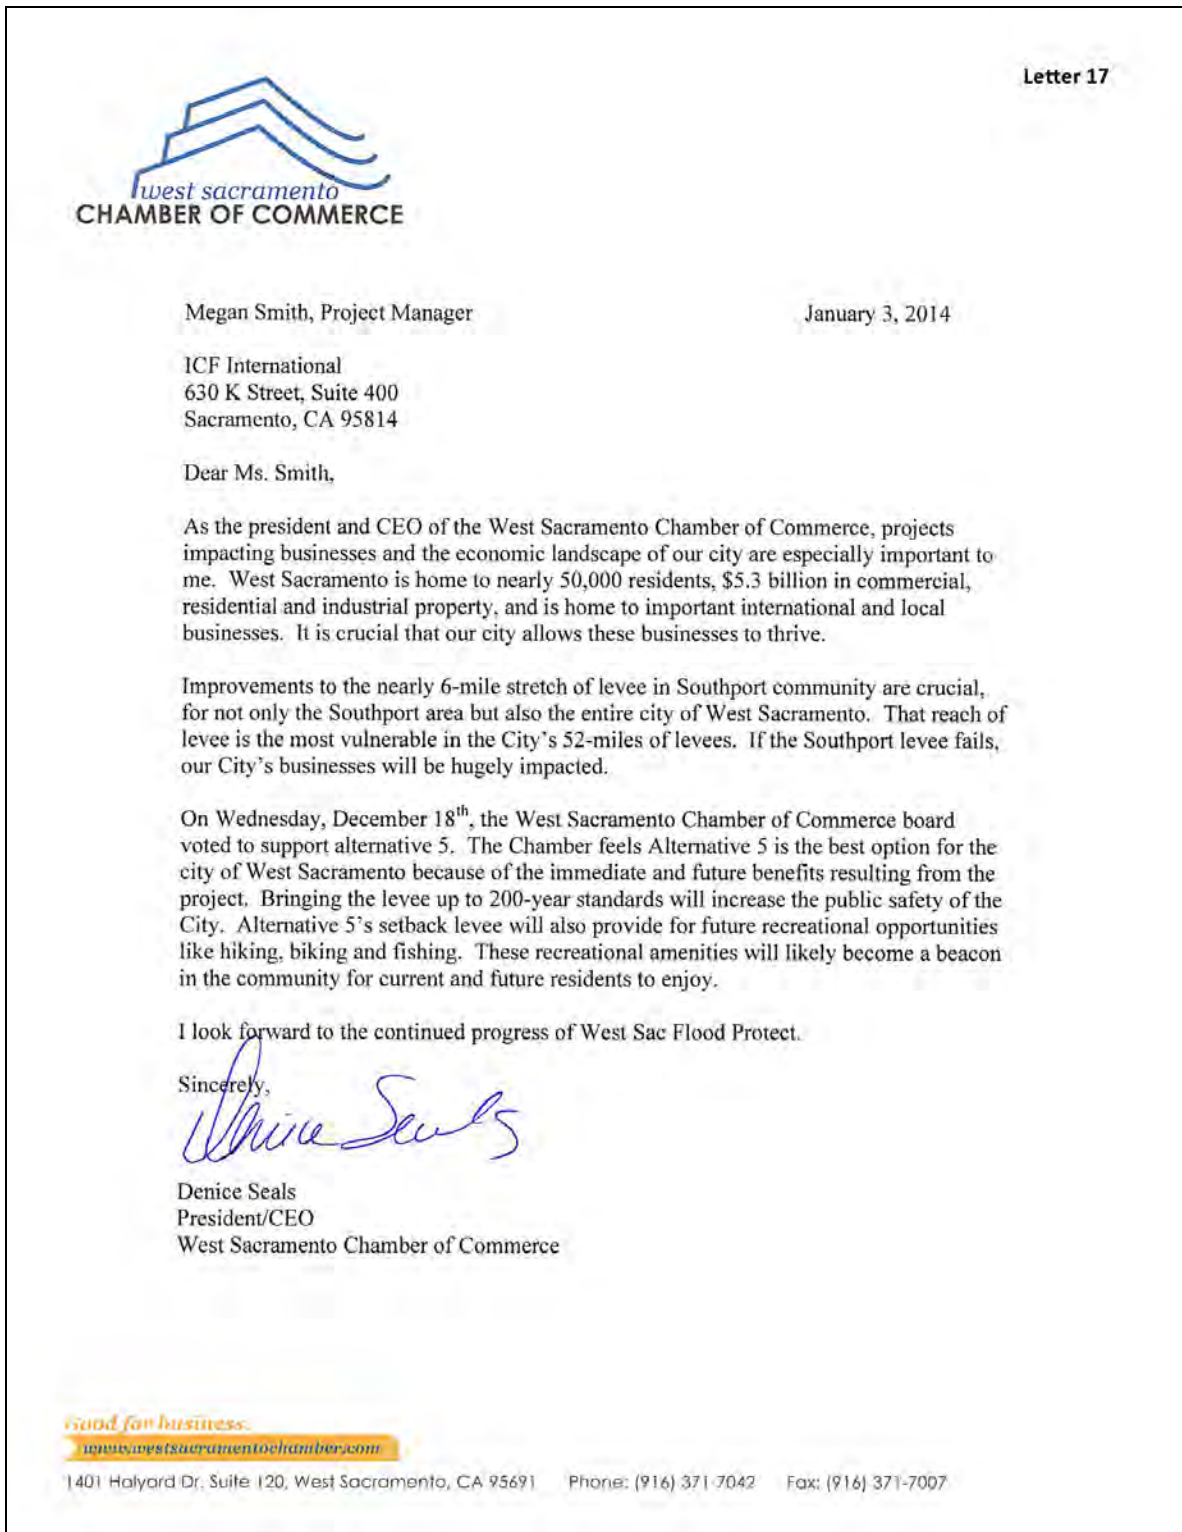 Letter 17
west sacramento
CHAMBER OF COMMERCE
Megan Smith, Project Manager January 3, 2014
ICF International
630 K Street, Suite 400
Sacramento, CA 95814
Dear Ms. Smith,
As the president and CEO of the West Sacramento Chamber of Commerce, projects
impacting businesses and the economic landscape of our city are especially important to
me. West Sacramento is home to nearly 50,000 residents, $5.3 billion in commercial,
residential and industrial property, and is home to important international and local
businesses. It is crucial that our city allows these businesses to thrive.
Improvements to the nearly 6-mile stretch of levee in Southport community are crucial,
for not only the Southport area but also the entire city of West Sacramento. That reach of
levee is the most vulnerable in the City's 52-miles of levees. If the Southport levee fails,
our City's businesses will be hugely impacted.
On Wednesday, December 18th, the West Sacramento Chamber of Commerce board
voted to support alternative 5. The Chamber feels Alternative 5 is the best option for the
city of West Sacramento because of the immediate and future benefits resulting from the
project. Bringing the levee up to 200-year standards will increase the public safety of the
City. Alternative 5's setback levee will also provide for future recreational opportunities
like hiking, biking and fishing. These recreational amenities will likely become a beacon
in the community for current and future residents to enjoy.
I look forward to the continued progress of West Sac Flood Protect.
Sincerely,
Denice Seals
Denice Seals
President/CEO
West Sacramento Chamber of Commerce
Good for business.
www.westsacramentochamber.com
1401 Halyard Dr. Suite 120, West Sacramento, CA 95691 Phone: (916) 371-7042 Fax: (916) 371-7007